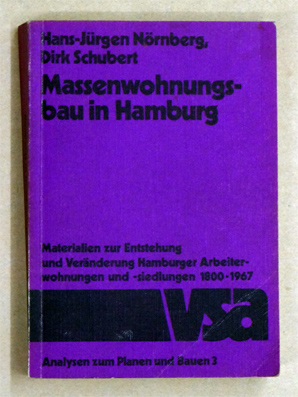 Hans-Jürgen Nörnberg,
Dirk Schubert
Massenwohnungs-
bau in Hamburg
Materialien zur Entstehung
und Veränderung Hamburger Arbeiter-
wohnungen und -siedlungen 1800-1967
vsa
Analysen zum Planen und Bauen 3